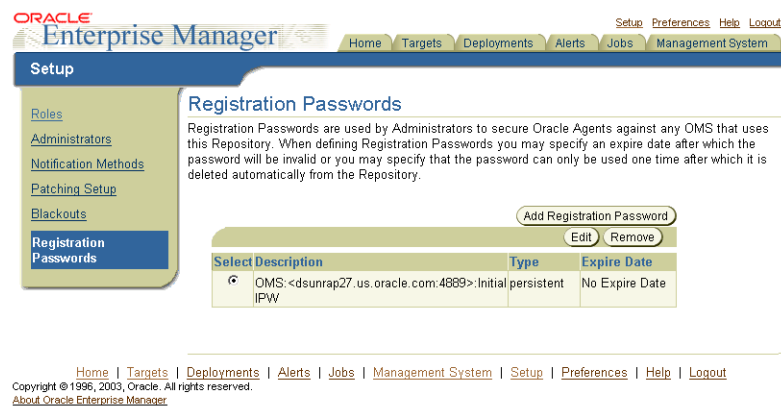 ORACLE
Enterprise Manager
Setup Preferences Help Logout
Home Targets Deployments Alerts Jobs Management System
Setup
Roles
Administrators
Notification Methods
Patching Setup
Blackouts
Registration
Passwords
Registration Passwords
Registration Passwords are used by Administrators to secure Oracle Agents against any OMS that uses
this Repository. When defining Registration Passwords you may specify an expire date after which the
password will be invalid or you may specify that the password can only be used one time after which it is
deleted automatically from the Repository.
Add Registration Password
Edit Remove
Select Description Type Expire Date
OMS:<dsunrap27.us.oracle.com:4889>:Initial persistent No Expire Date
IPW
Home | Targets | Deployments | Alerts | Jobs | Management System | Setup | Preferences | Help | Logout
Copyright © 1996, 2003, Oracle. All rights reserved.
About Oracle Enterprise Manager